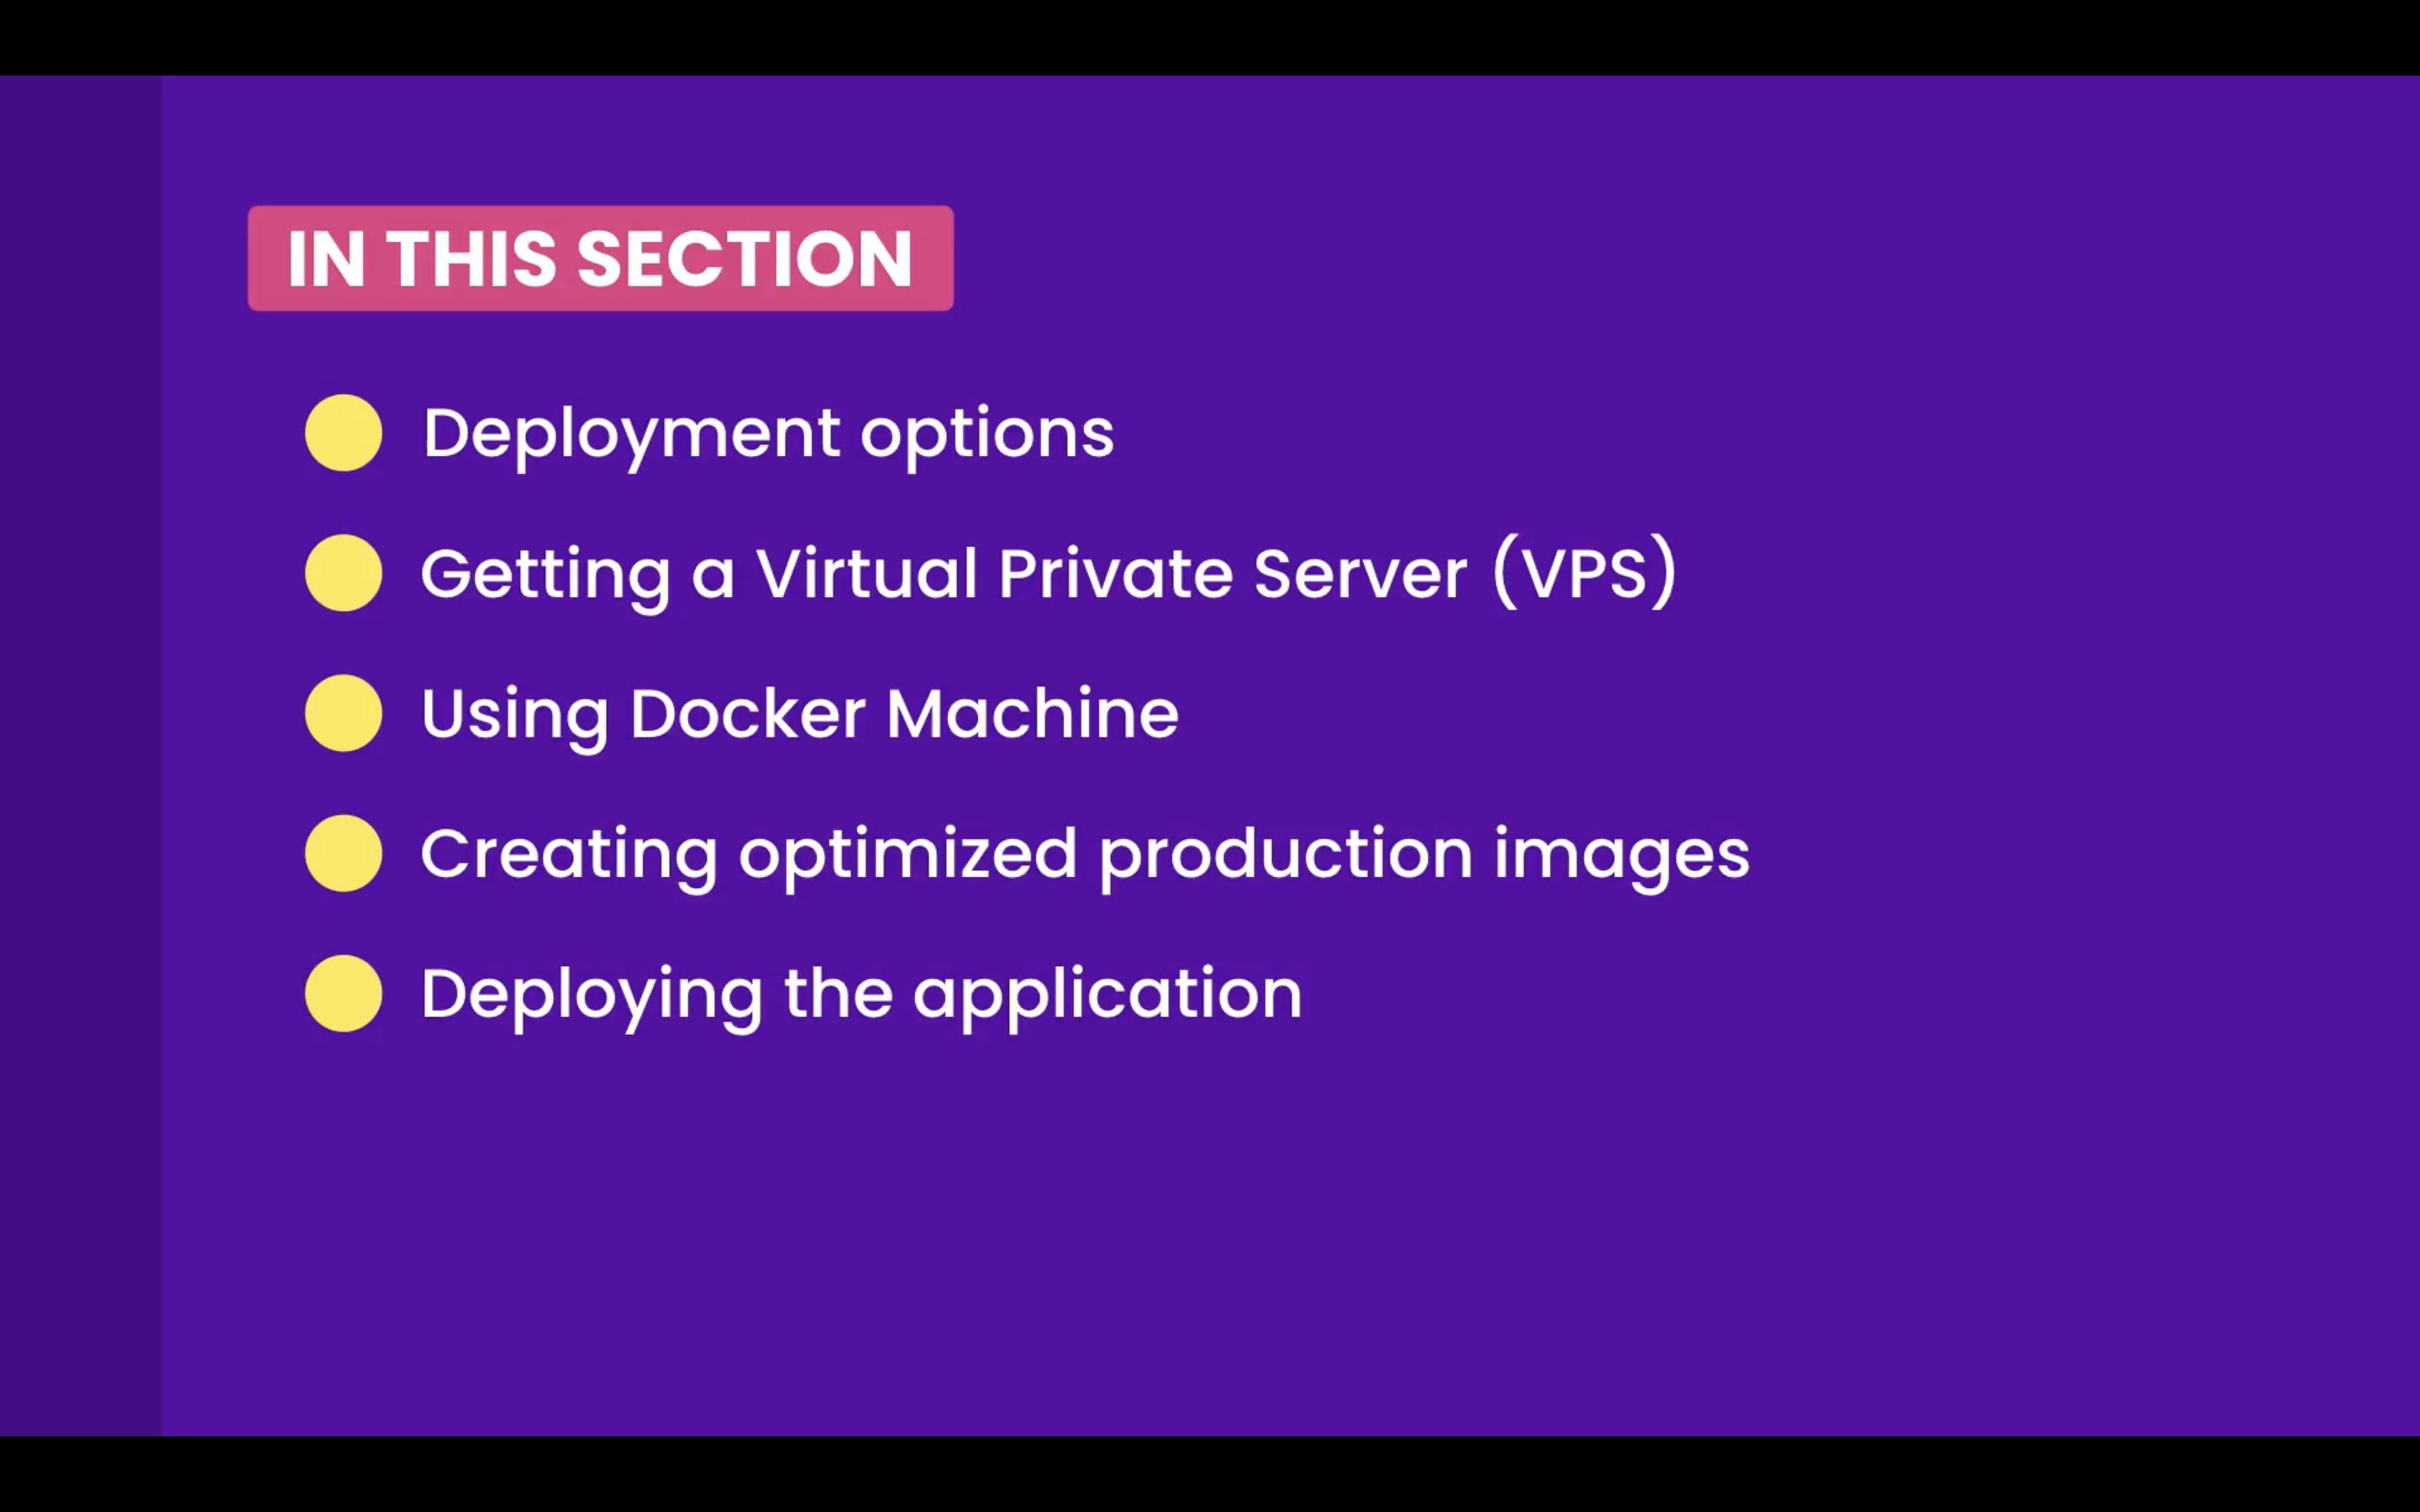 IN THIS SECTION
Deployment options
Getting a Virtual Private Server (VPS)
Using Docker Machine
Creating optimized production images
Deploying the application